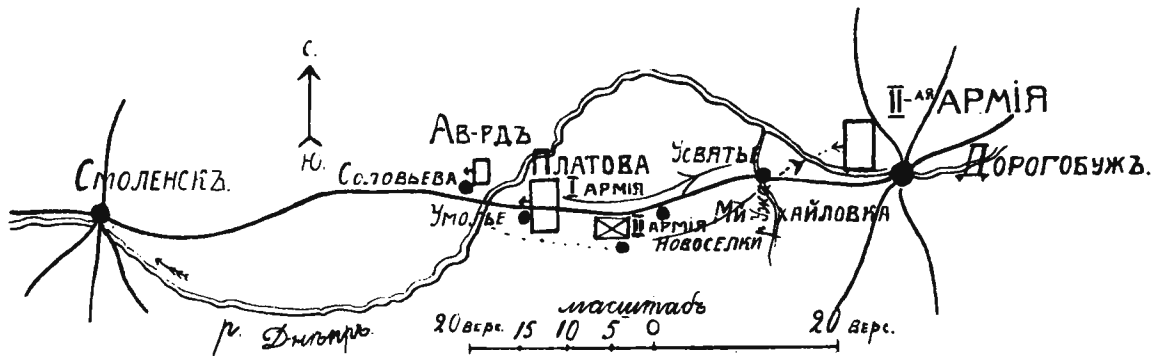 С.
Ю.
Смоленскъ.
Соловьева
Ав-рдъ
Платова
I армія
Умолье
II армія
Новоселки
Усвятье
Михайловка
р. Ужа
II-ая Армія
Дорогобужъ.
р. Днѣпръ.
масштабъ
20 верс. 15 10 5 0 20 верс.